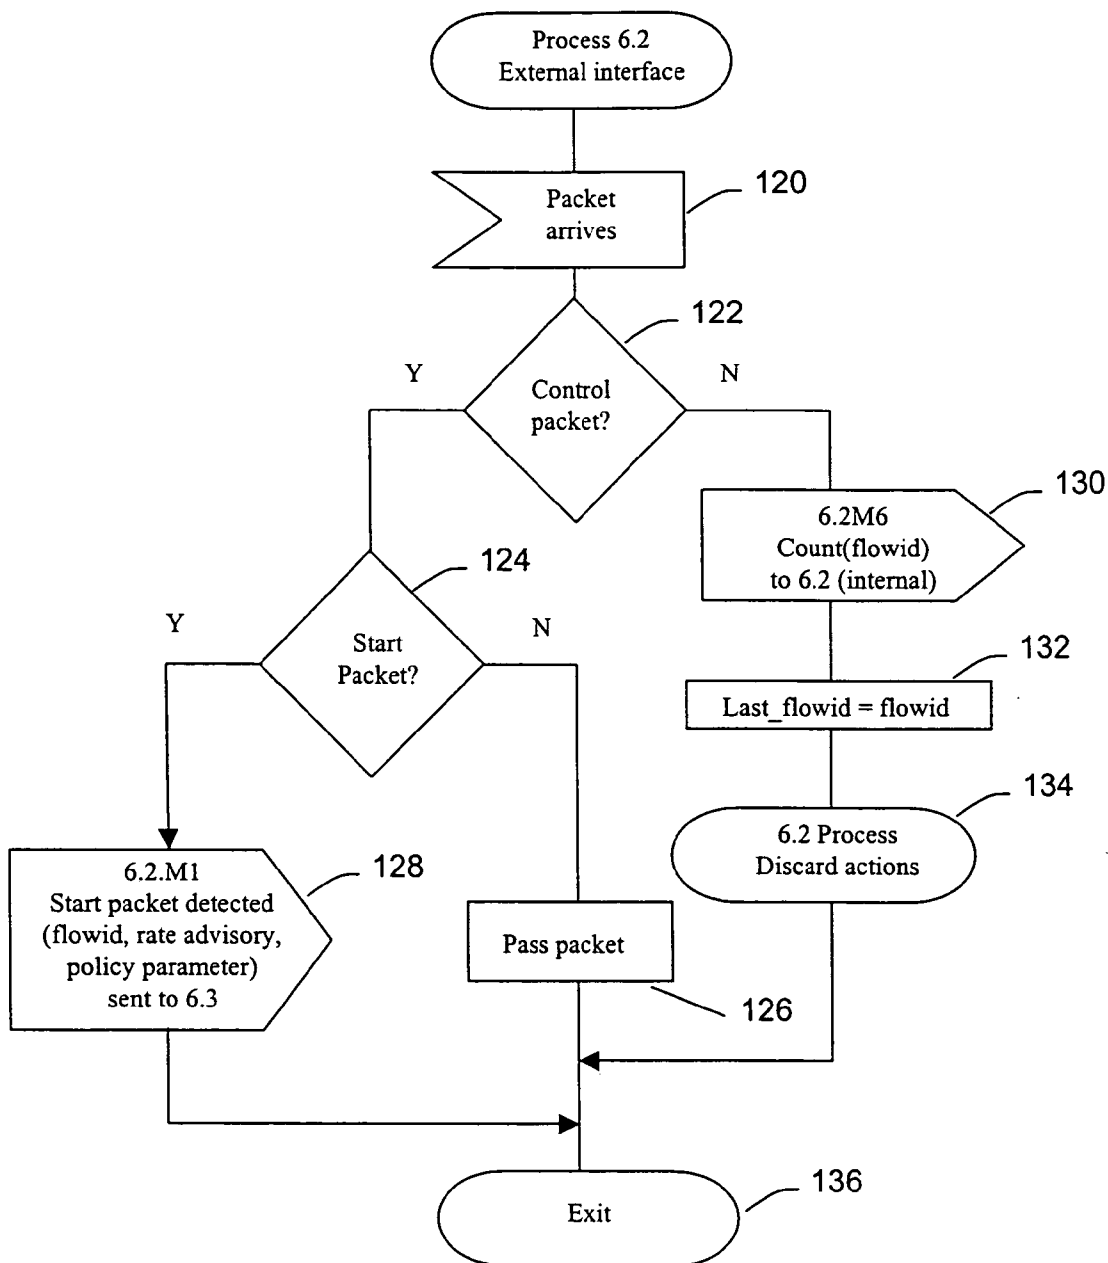 Process 6.2
External interface
Packet
arrives
120
122
Y
N
Control
packet?
6.2M6
Count(flowid)
to 6.2 (internal)
130
124
Y
N
Start
Packet?
132
Last_flowid = flowid
134
6.2 Process
Discard actions
6.2.M1
Start packet detected
(flowid, rate advisory,
policy parameter)
sent to 6.3
128
Pass packet
126
Exit
136